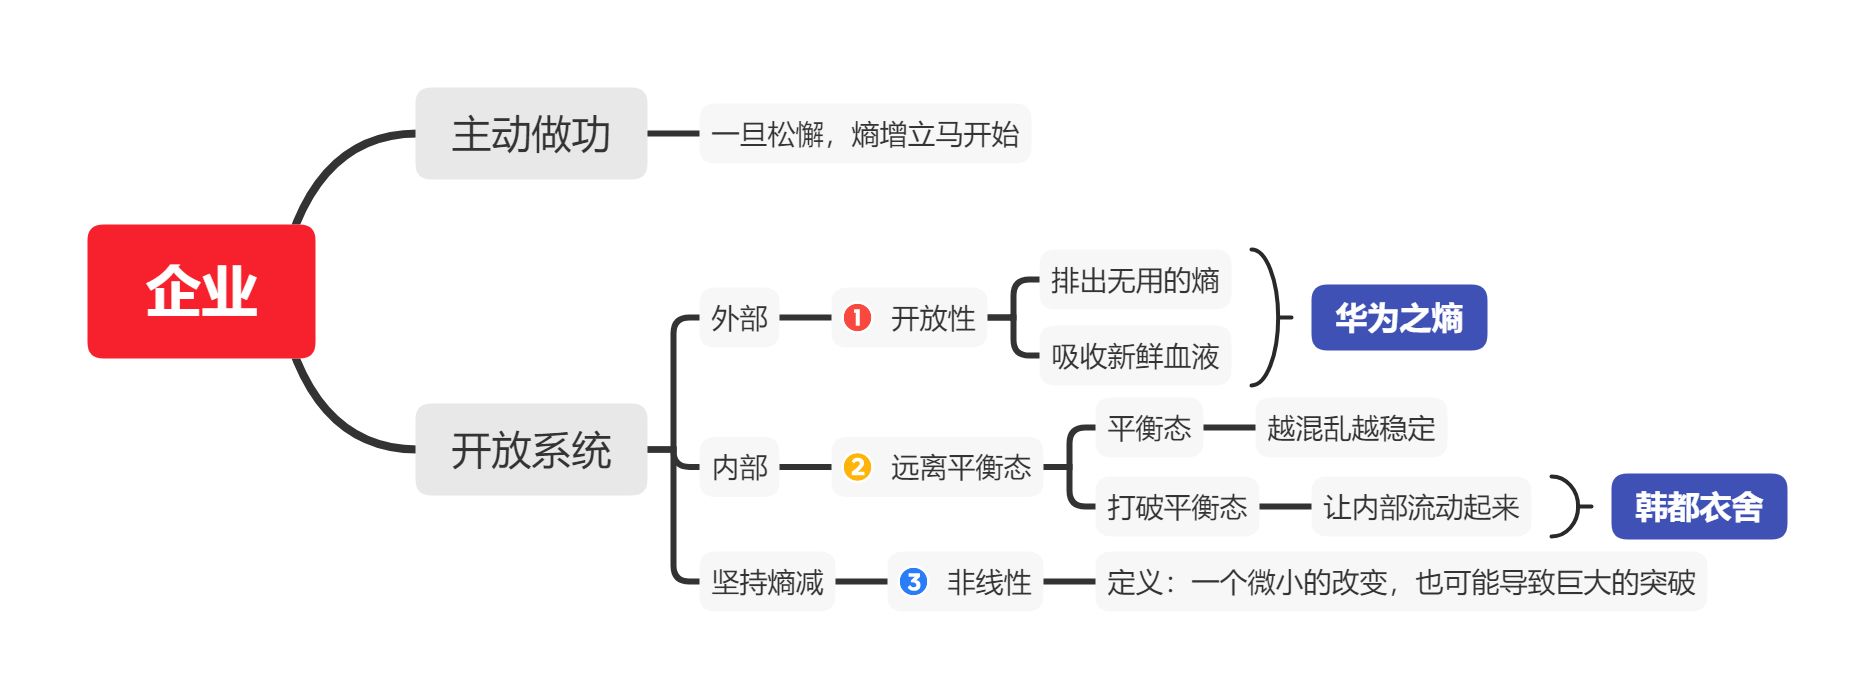 企业
主动做功
一旦松懈，熵增立马开始
开放系统
外部
1 开放性
排出无用的熵
吸收新鲜血液
华为之熵
内部
2 远离平衡态
平衡态
越混乱越稳定
打破平衡态
让内部流动起来
韩都衣舍
坚持熵减
3 非线性
定义：一个微小的改变，也可能导致巨大的突破